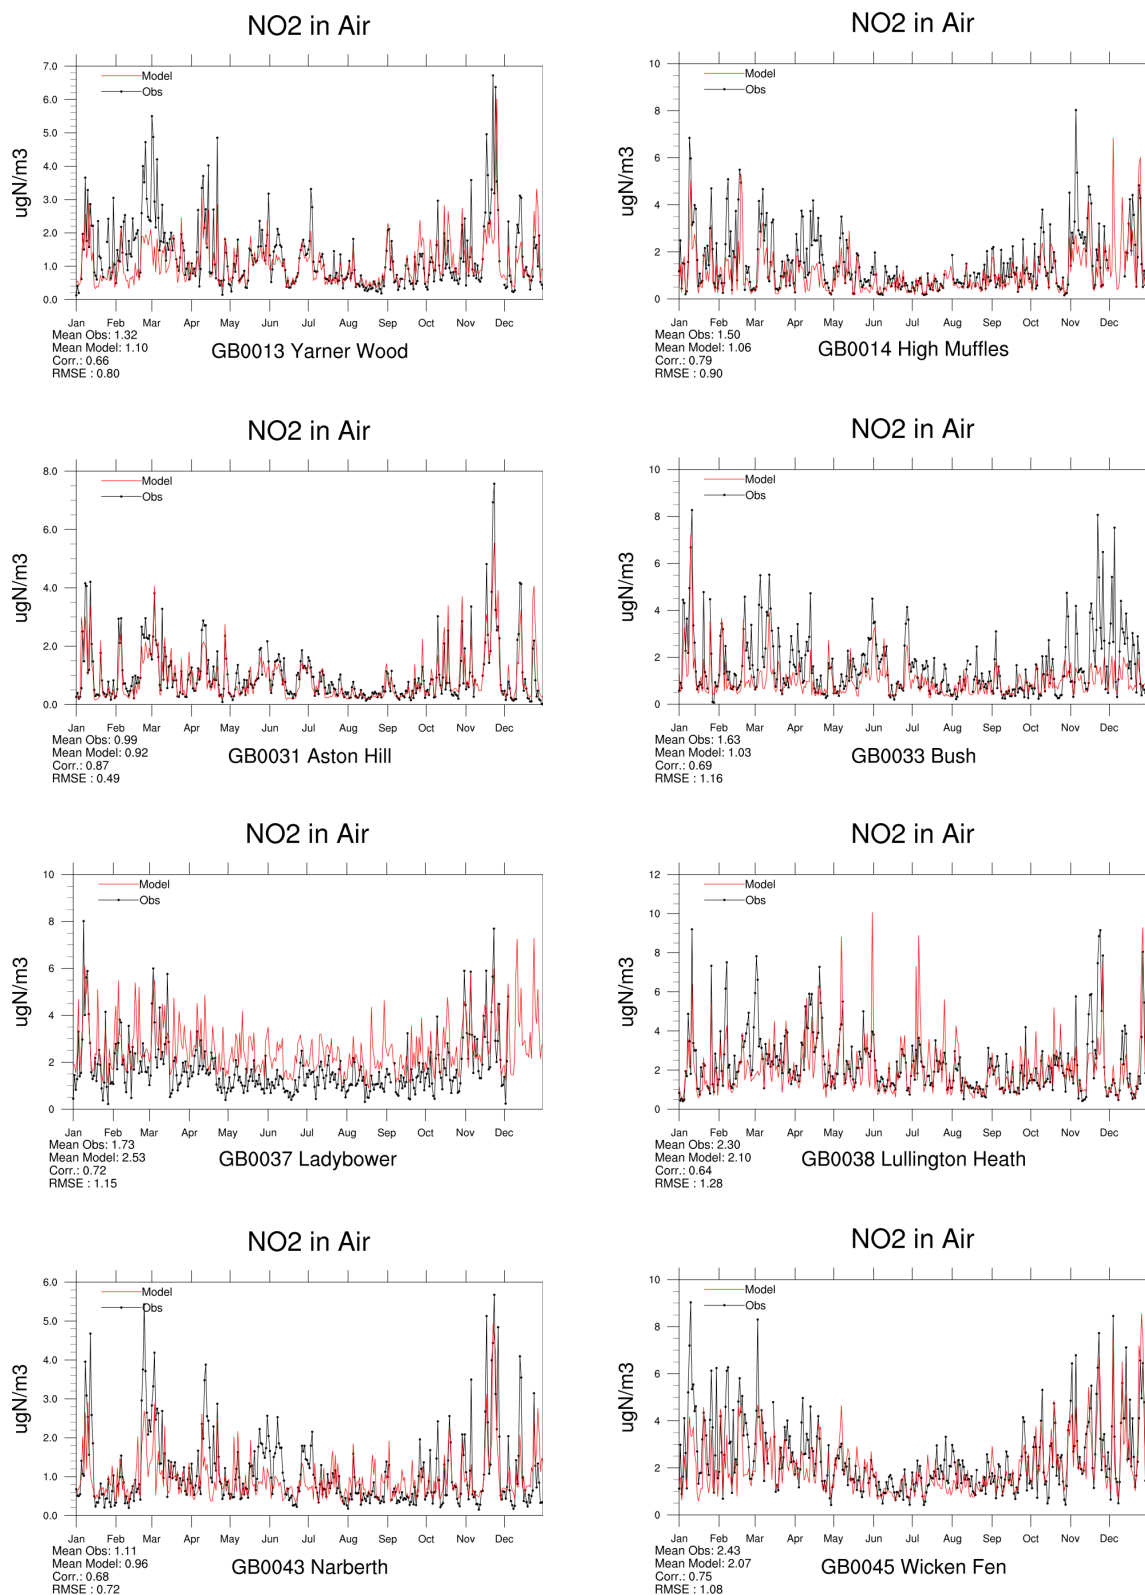 NO2 in Air
7.0
6.0
5.0
4.0
3.0
2.0
1.0
0.0
ugN/m3
Model
Obs
Jan Feb Mar Apr May Jun Jul Aug Sep Oct Nov Dec
Mean Obs: 1.32
Mean Model: 1.10
Corr.: 0.66
RMSE : 0.80
GB0013 Yarner Wood
NO2 in Air
10
8
6
4
2
0
ugN/m3
Model
Obs
Jan Feb Mar Apr May Jun Jul Aug Sep Oct Nov Dec
Mean Obs: 1.50
Mean Model: 1.06
Corr.: 0.79
RMSE : 0.90
GB0014 High Muffles
NO2 in Air
8.0
6.0
4.0
2.0
0.0
ugN/m3
Model
Obs
Jan Feb Mar Apr May Jun Jul Aug Sep Oct Nov Dec
Mean Obs: 0.99
Mean Model: 0.92
Corr.: 0.87
RMSE : 0.49
GB0031 Aston Hill
NO2 in Air
10
8
6
4
2
0
ugN/m3
Model
Obs
Jan Feb Mar Apr May Jun Jul Aug Sep Oct Nov Dec
Mean Obs: 1.63
Mean Model: 1.03
Corr.: 0.69
RMSE : 1.16
GB0033 Bush
NO2 in Air
10
8
6
4
2
0
ugN/m3
Model
Obs
Jan Feb Mar Apr May Jun Jul Aug Sep Oct Nov Dec
Mean Obs: 1.73
Mean Model: 2.53
Corr.: 0.72
RMSE : 1.15
GB0037 Ladybower
NO2 in Air
12
10
8
6
4
2
0
ugN/m3
Model
Obs
Jan Feb Mar Apr May Jun Jul Aug Sep Oct Nov Dec
Mean Obs: 2.30
Mean Model: 2.10
Corr.: 0.64
RMSE : 1.28
GB0038 Lullington Heath
NO2 in Air
6.0
5.0
4.0
3.0
2.0
1.0
0.0
ugN/m3
Model
Obs
Jan Feb Mar Apr May Jun Jul Aug Sep Oct Nov Dec
Mean Obs: 1.11
Mean Model: 0.96
Corr.: 0.68
RMSE : 0.72
GB0043 Narberth
NO2 in Air
10
8
6
4
2
0
ugN/m3
Model
Obs
Jan Feb Mar Apr May Jun Jul Aug Sep Oct Nov Dec
Mean Obs: 2.43
Mean Model: 2.07
Corr.: 0.75
RMSE : 1.08
GB0045 Wicken Fen